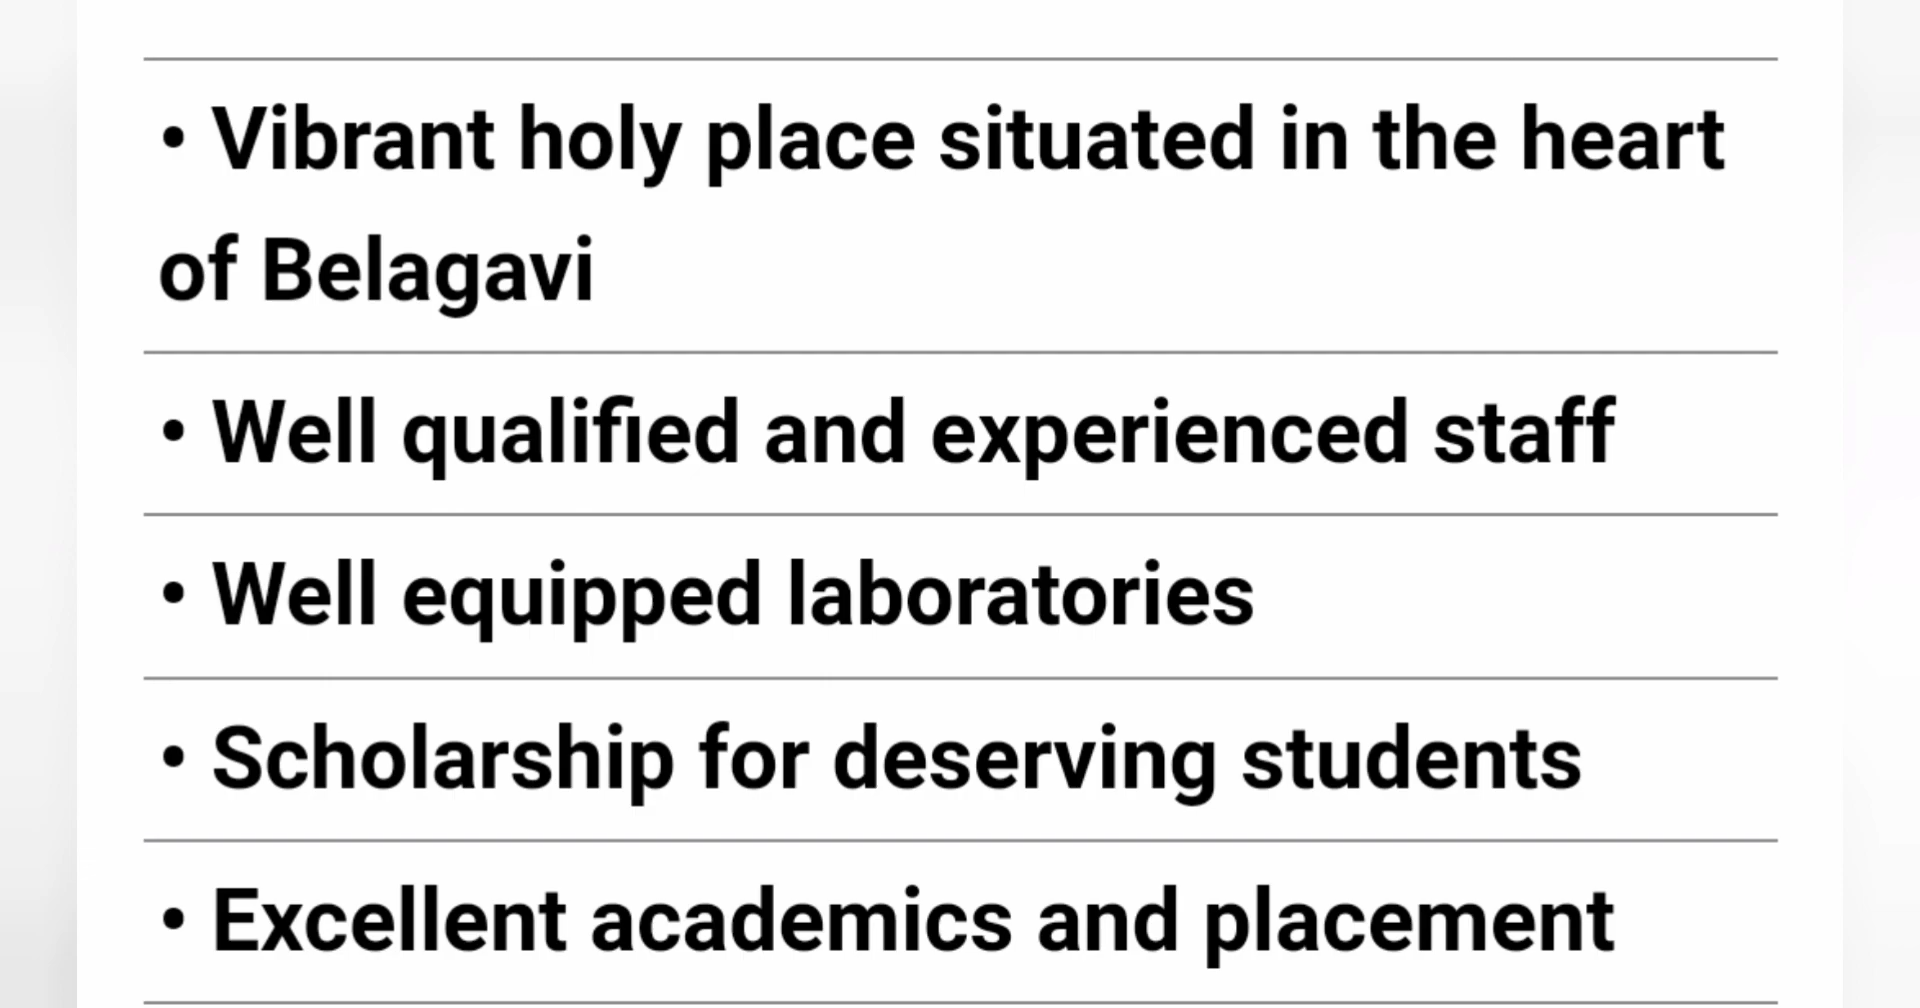 • Vibrant holy place situated in the heart
of Belagavi
• Well qualified and experienced staff
• Well equipped laboratories
• Scholarship for deserving students
• Excellent academics and placement